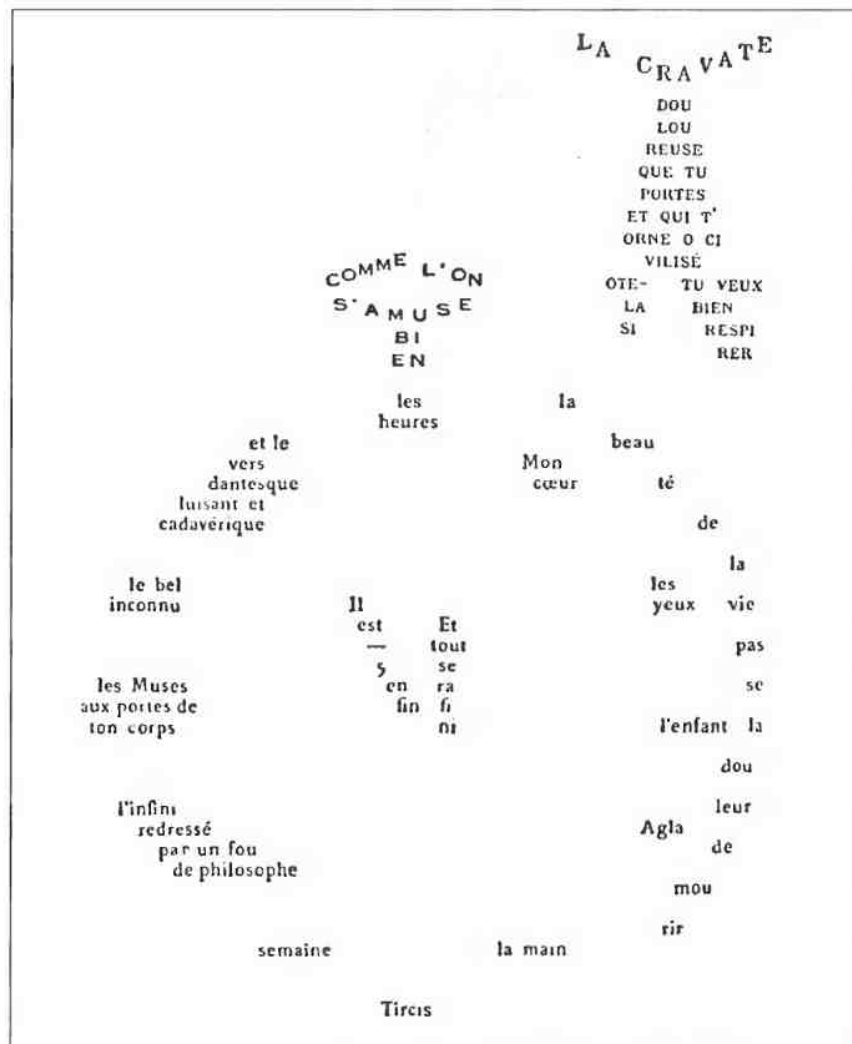 LA CRAVATE
DOU
LOU
REUSE
QUE TU
PORTES
ET QUI T'
ORNE O CI
VILISÉ
OTE- TU VEUX
LA BIEN
SI RESPI
RER
COMME L'ON
S'AMUSE
BI
EN
les
heures
la
beau
té
de
la
vie
pas
se
la
dou
leur
de
mou
rir
Mon
cœur
les
yeux
l'enfant
Agla
la main
Tircis
semaine
l'infini
redressé
par un fou
de philosophe
les Muses
aux portes de
ton corps
le bel
inconnu
et le
vers
dantesque
luisant et
cadavérique
Il
est
—
5
en
fin
Et
tout
se
ra
fi
ni